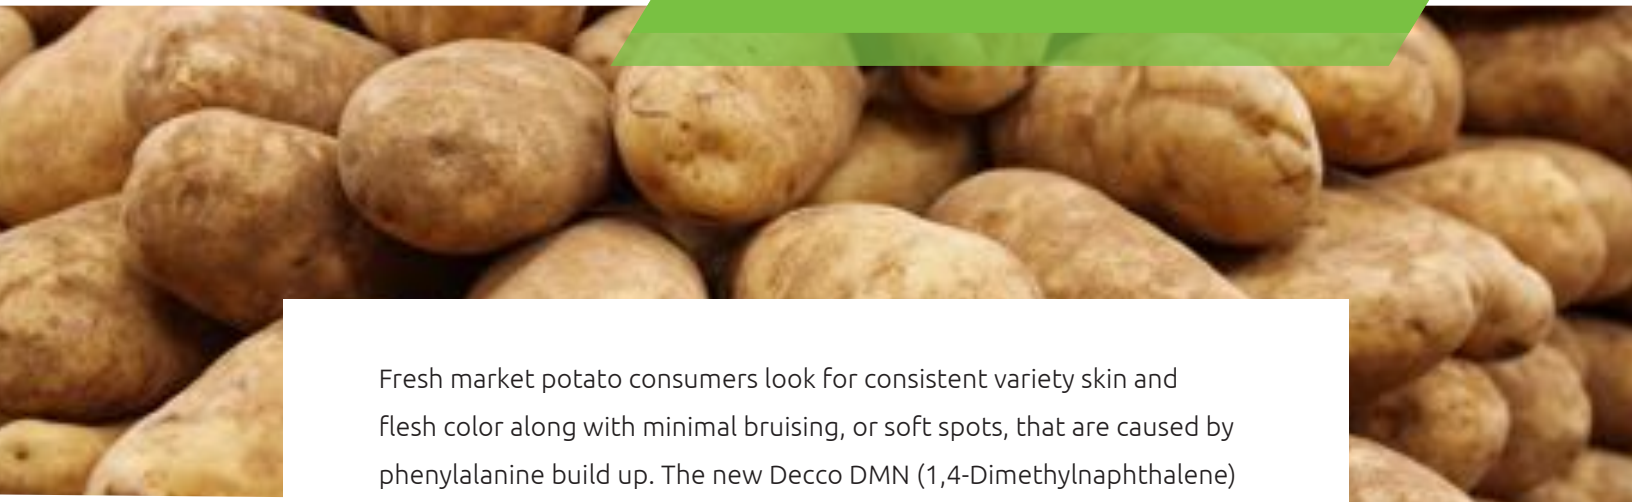 Fresh market potato consumers look for consistent variety skin and
flesh color along with minimal bruising, or soft spots, that are caused by
phenylalanine build up. The new Decco DMN (1,4-Dimethylnaphthalene)